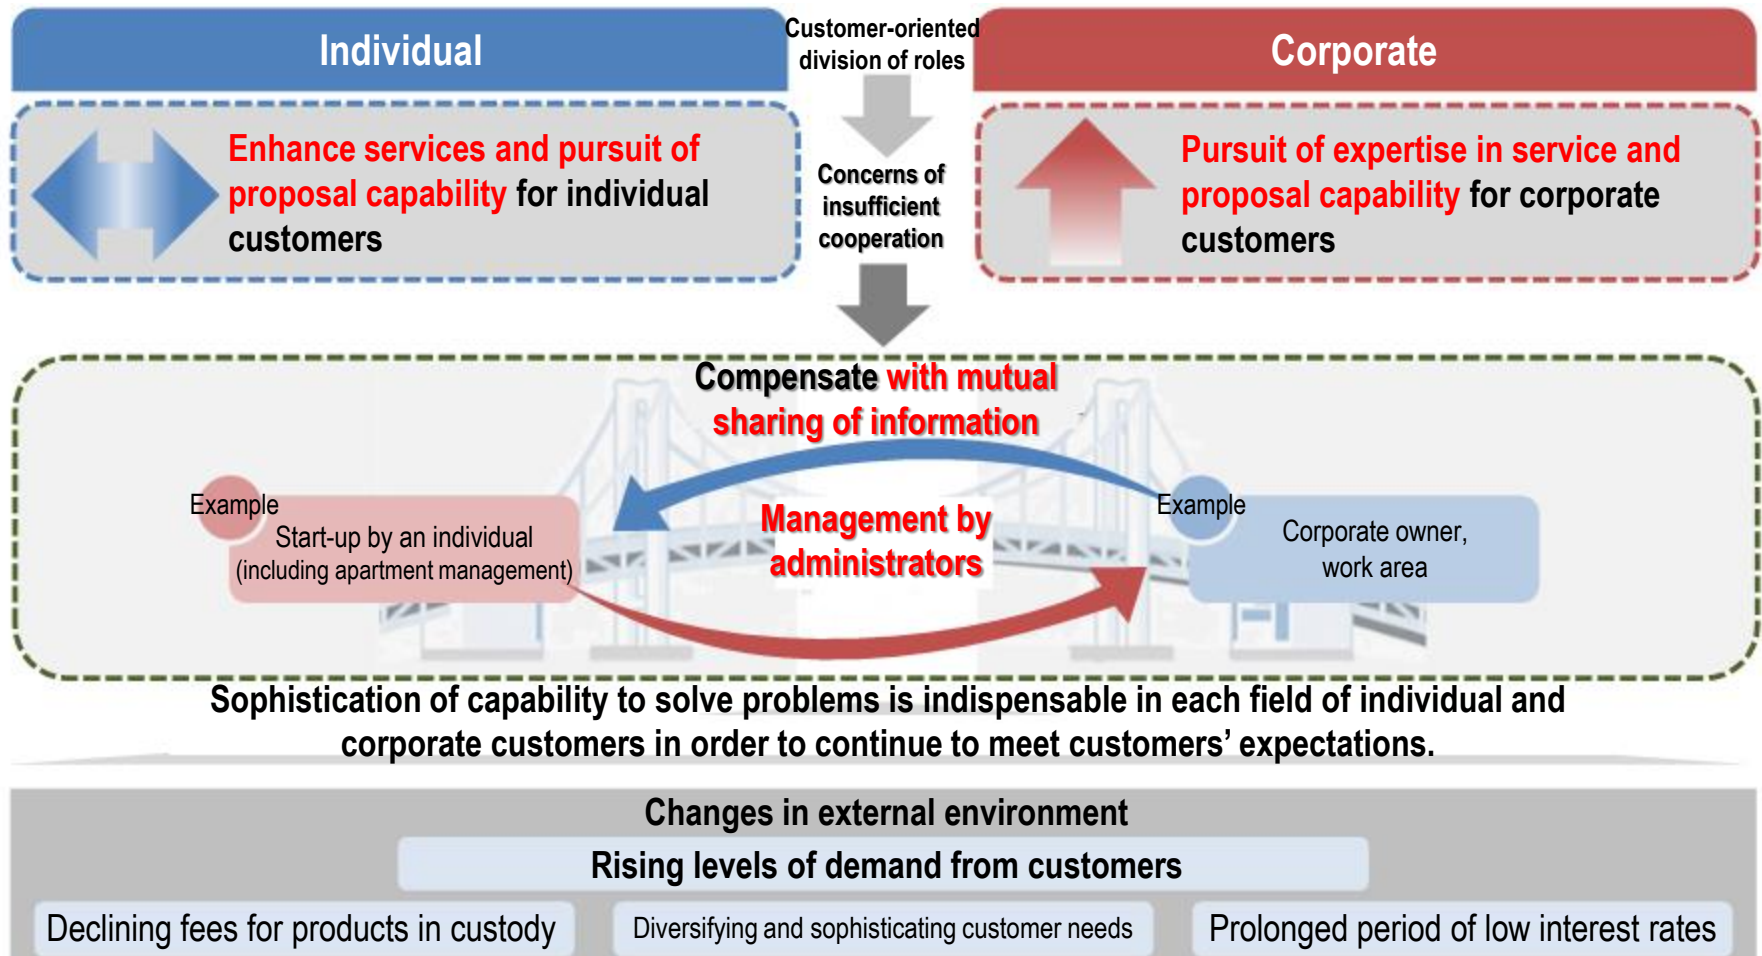 Individual
Customer-oriented
division of roles
Corporate
Enhance services and pursuit of
proposal capability for individual
customers
Concerns of
insufficient
cooperation
Pursuit of expertise in service and
proposal capability for corporate
customers
Compensate with mutual
sharing of information
Example
Start-up by an individual
(including apartment management)
Management by
administrators
Example
Corporate owner,
work area
Sophistication of capability to solve problems is indispensable in each field of individual and
corporate customers in order to continue to meet customers’ expectations.
Changes in external environment
Rising levels of demand from customers
Declining fees for products in custody
Diversifying and sophisticating customer needs
Prolonged period of low interest rates